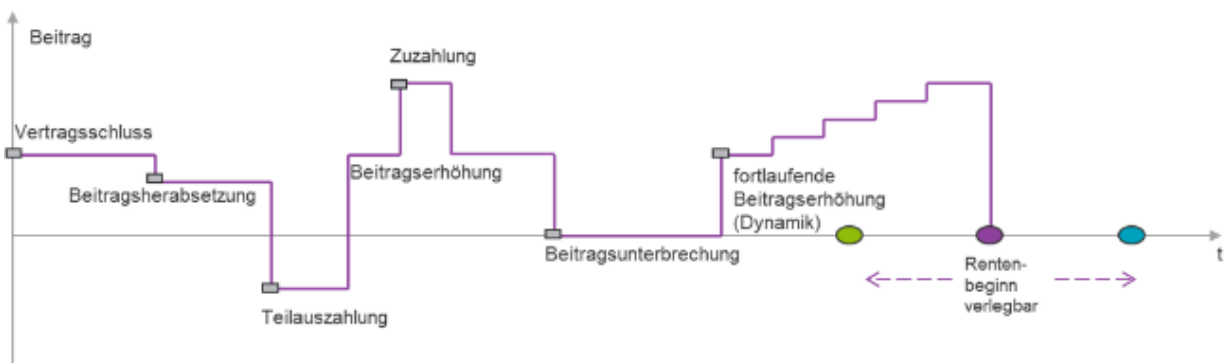 Beitrag
Zuzahlung
Vertragsschluss
Beitragserhöhung
Beitragsherabsetzung
fortlaufende
Beitragserhöhung
(Dynamik)
Beitragsunterbrechung
t
Renten-
beginn
verlegbar
Teilauszahlung